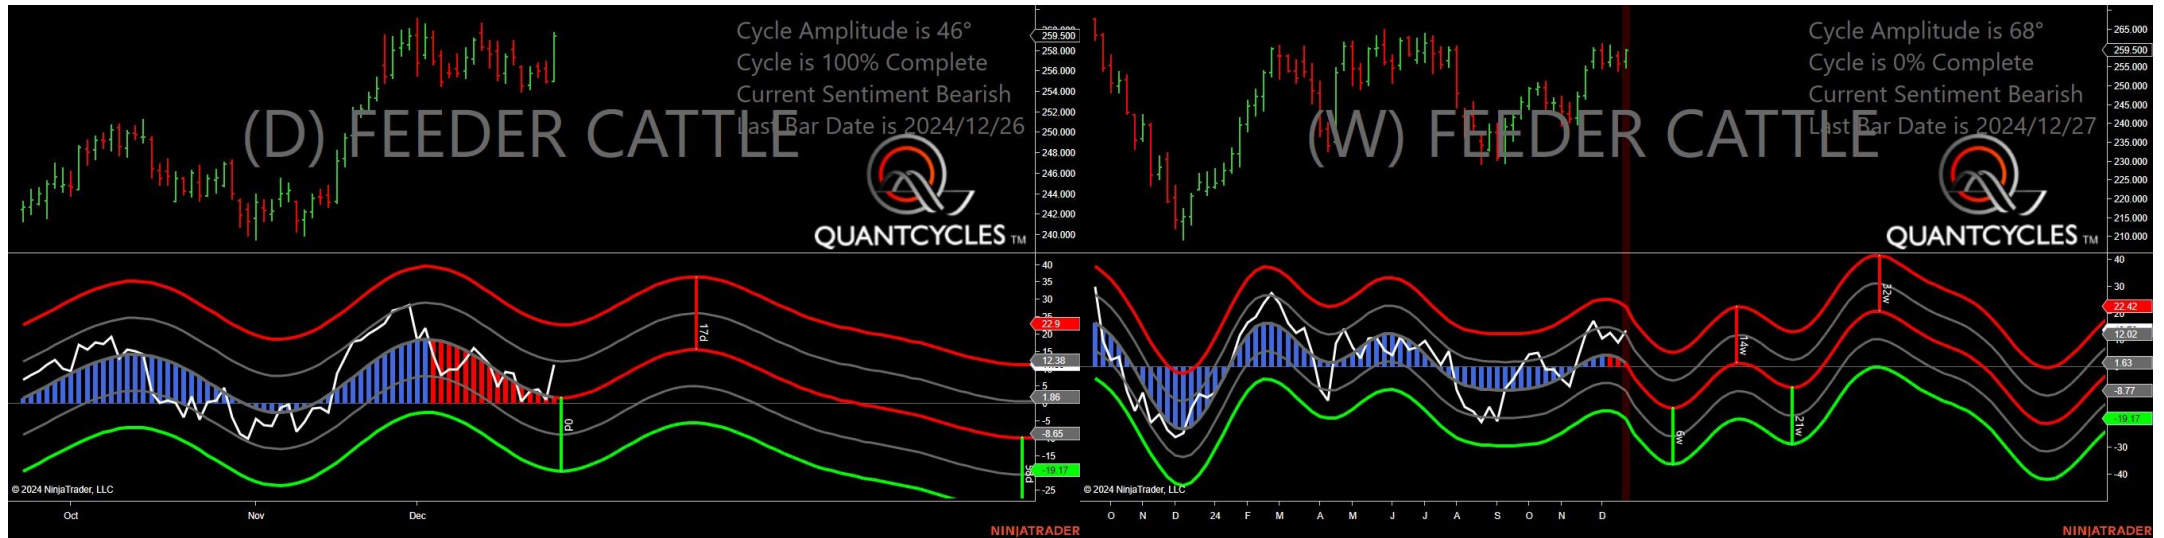 Cycle Amplitude is 46°
Cycle is 100% Complete
Current Sentiment Bearish
Last Bar Date is 2024/12/26
(D) FEEDER CATTLE
QUANTCYCLES TM
259.500
258.000
256.000
254.000
252.000
250.000
248.000
246.000
244.000
242.000
240.000
40
35
30
25
22.9
20
15
12.38
5
1.86
-5
-8.65
-15
-19.17
-25
17d
0d
© 2024 NinjaTrader, LLC
Oct
Nov
Dec
NINJATRADER
Cycle Amplitude is 68°
Cycle is 0% Complete
Current Sentiment Bearish
Last Bar Date is 2024/12/27
(W) FEEDER CATTLE
QUANTCYCLES TM
265.000
259.500
255.000
250.000
245.000
240.000
235.000
230.000
225.000
220.000
215.000
210.000
40
30
22.42
20
12.02
1.63
-8.77
-19.17
-30
-40
6w
14w
21w
32w
© 2024 NinjaTrader, LLC
O
N
D
24
F
M
A
M
J
J
A
S
O
N
D
NINJATRADER